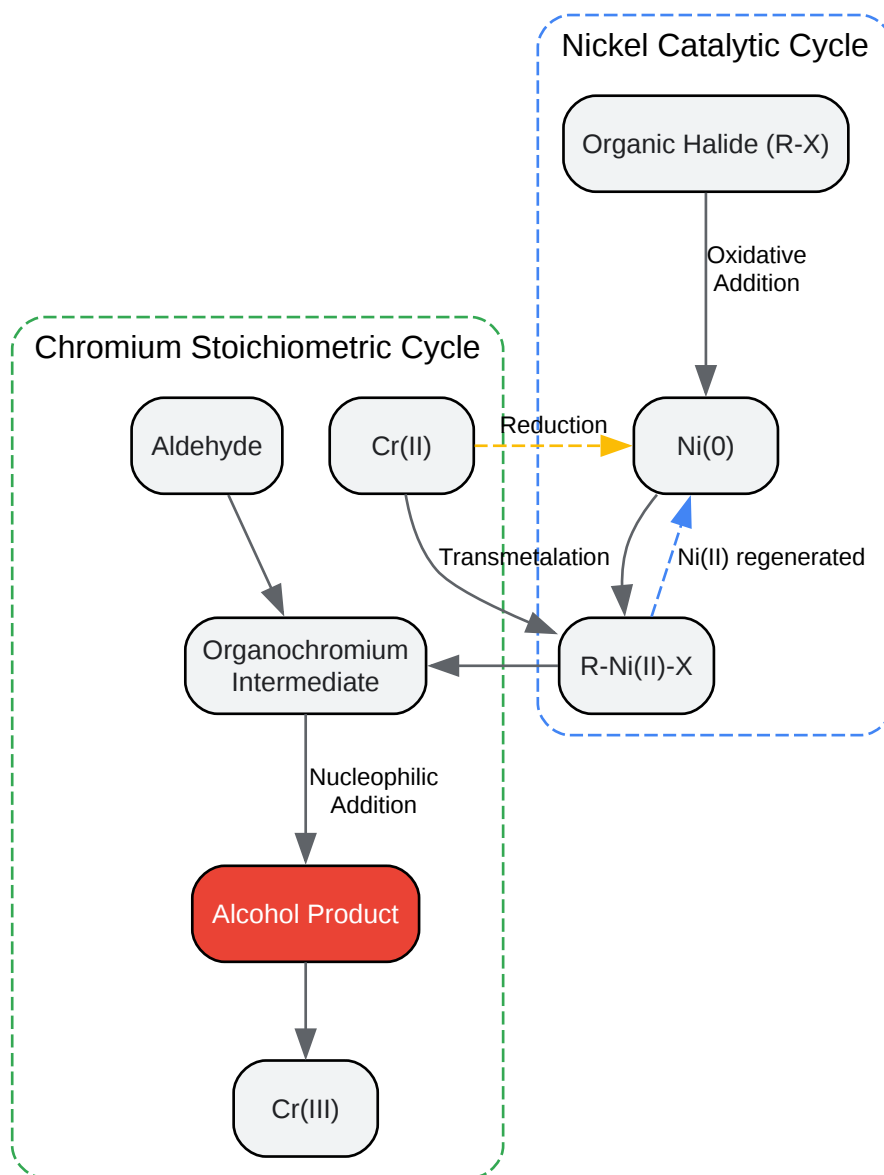 Nickel Catalytic Cycle
Organic Halide (R-X)
Oxidative
Addition
Chromium Stoichiometric Cycle
Aldehyde
Cr(II)
Reduction
Ni(0)
Transmetalation
Ni(II) regenerated
Organochromium
Intermediate
R-Ni(II)-X
Nucleophilic
Addition
Alcohol Product
Cr(III)